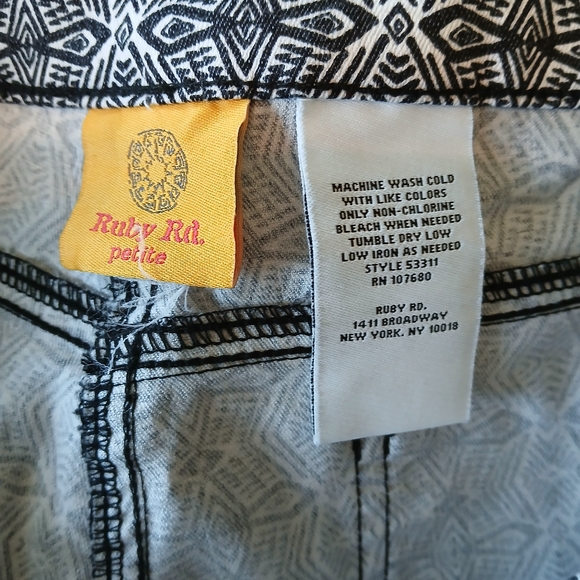 Ruby Rd.
petite
MACHINE WASH COLD
WITH LIKE COLORS
ONLY NON-CHLORINE
BLEACH WHEN NEEDED
TUMBLE DRY LOW
LOW IRON AS NEEDED
STYLE 53311
RN 107680
RUBY RD.
1411 BROADWAY
NEW YORK. NY 10018